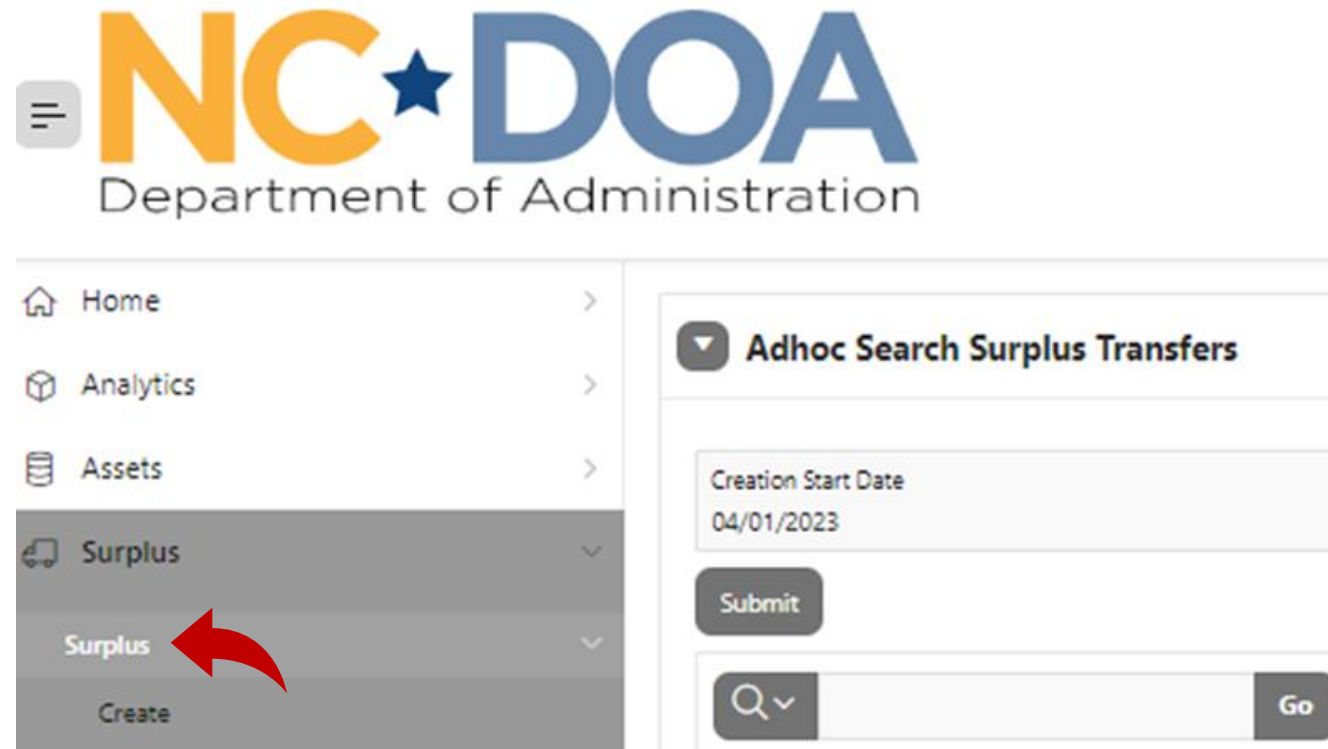 NC★DOA
Department of Administration
Home
Analytics
Assets
Surplus
Surplus
Create
Adhoc Search Surplus Transfers
Creation Start Date
04/01/2023
Submit
Go